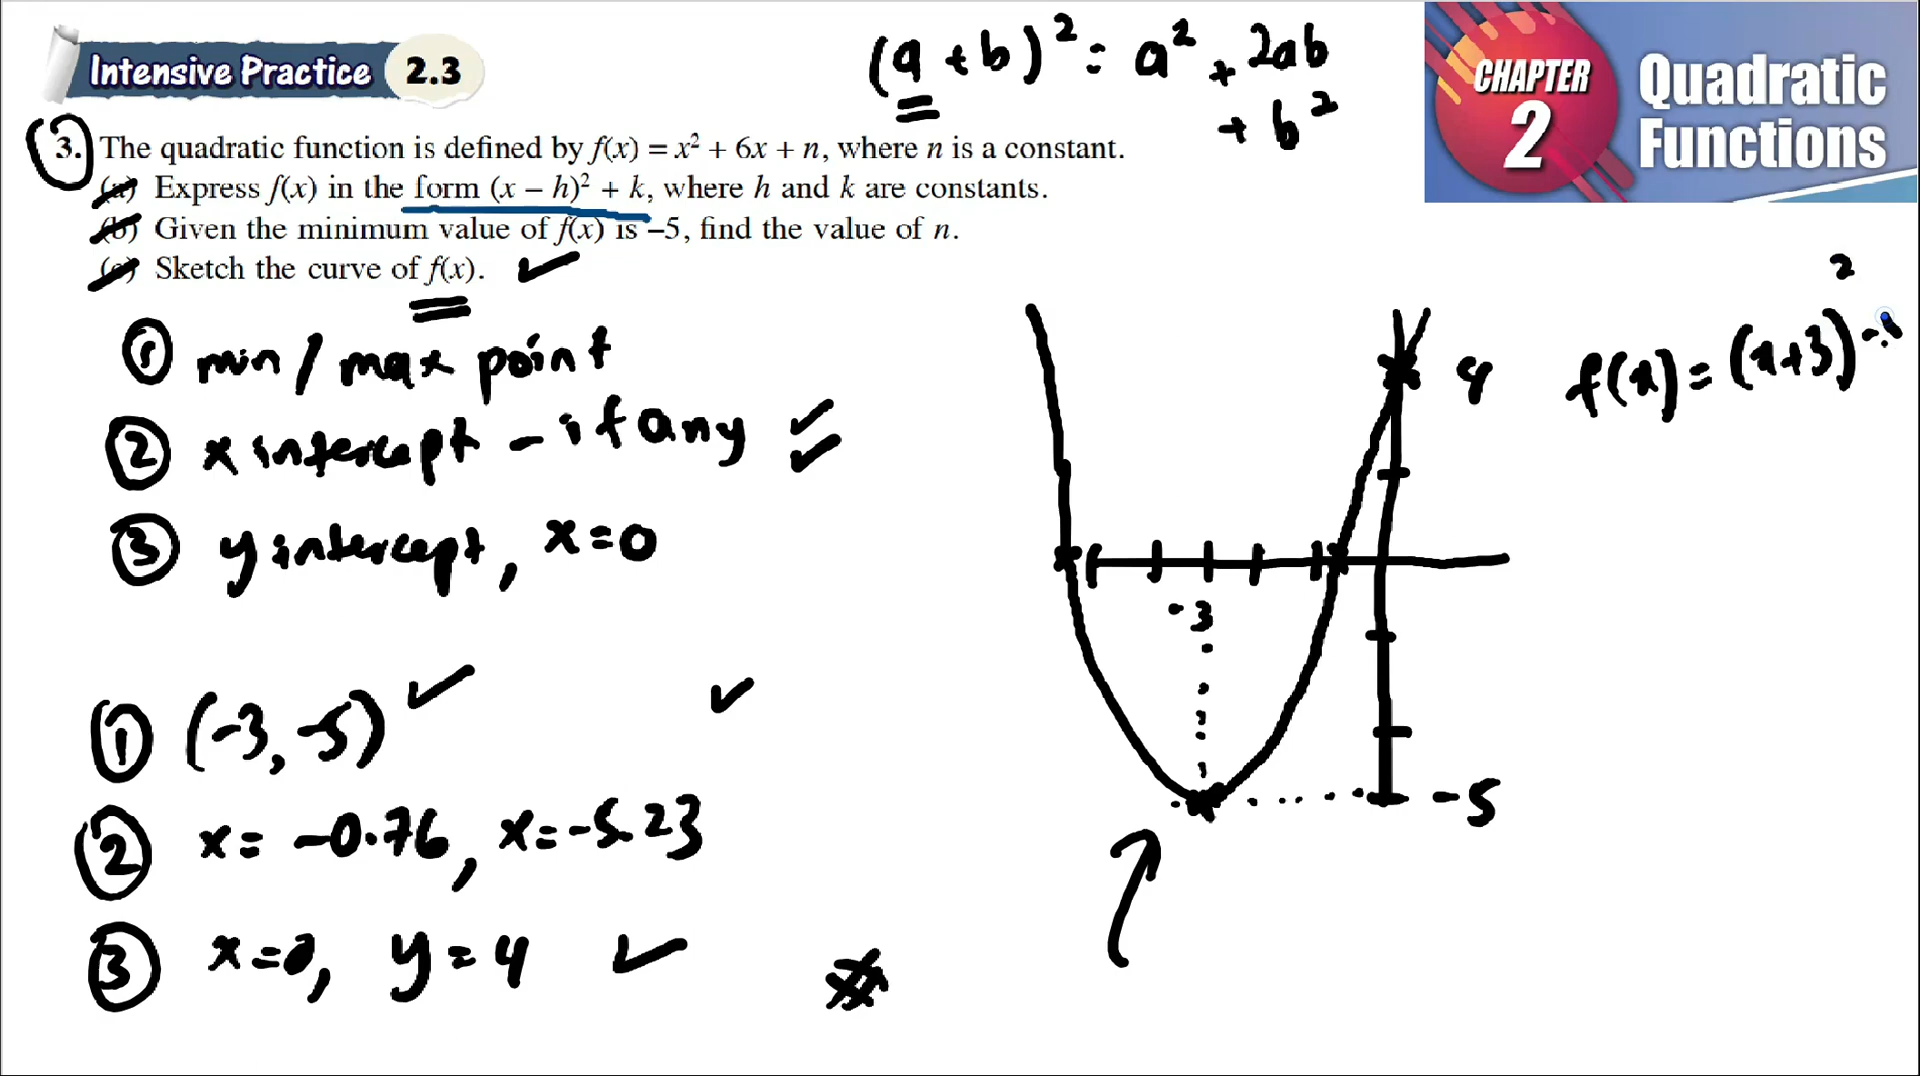 Intensive Practice 2.3
(a + b)² = a² + 2ab
+ b²
CHAPTER 2
Quadratic Functions
3. The quadratic function is defined by f(x) = x² + 6x + n, where n is a constant.
(a) Express f(x) in the form (x – h)² + k, where h and k are constants.
(b) Given the minimum value of f(x) is –5, find the value of n.
(c) Sketch the curve of f(x).
① min / max point
② x intercept – if any
③ y intercept, x = 0
① (-3, -5)
② x = -0.76, x = -5.23
③ x = 0, y = 4
4
-3
-5
f(x) = (x+3)² -